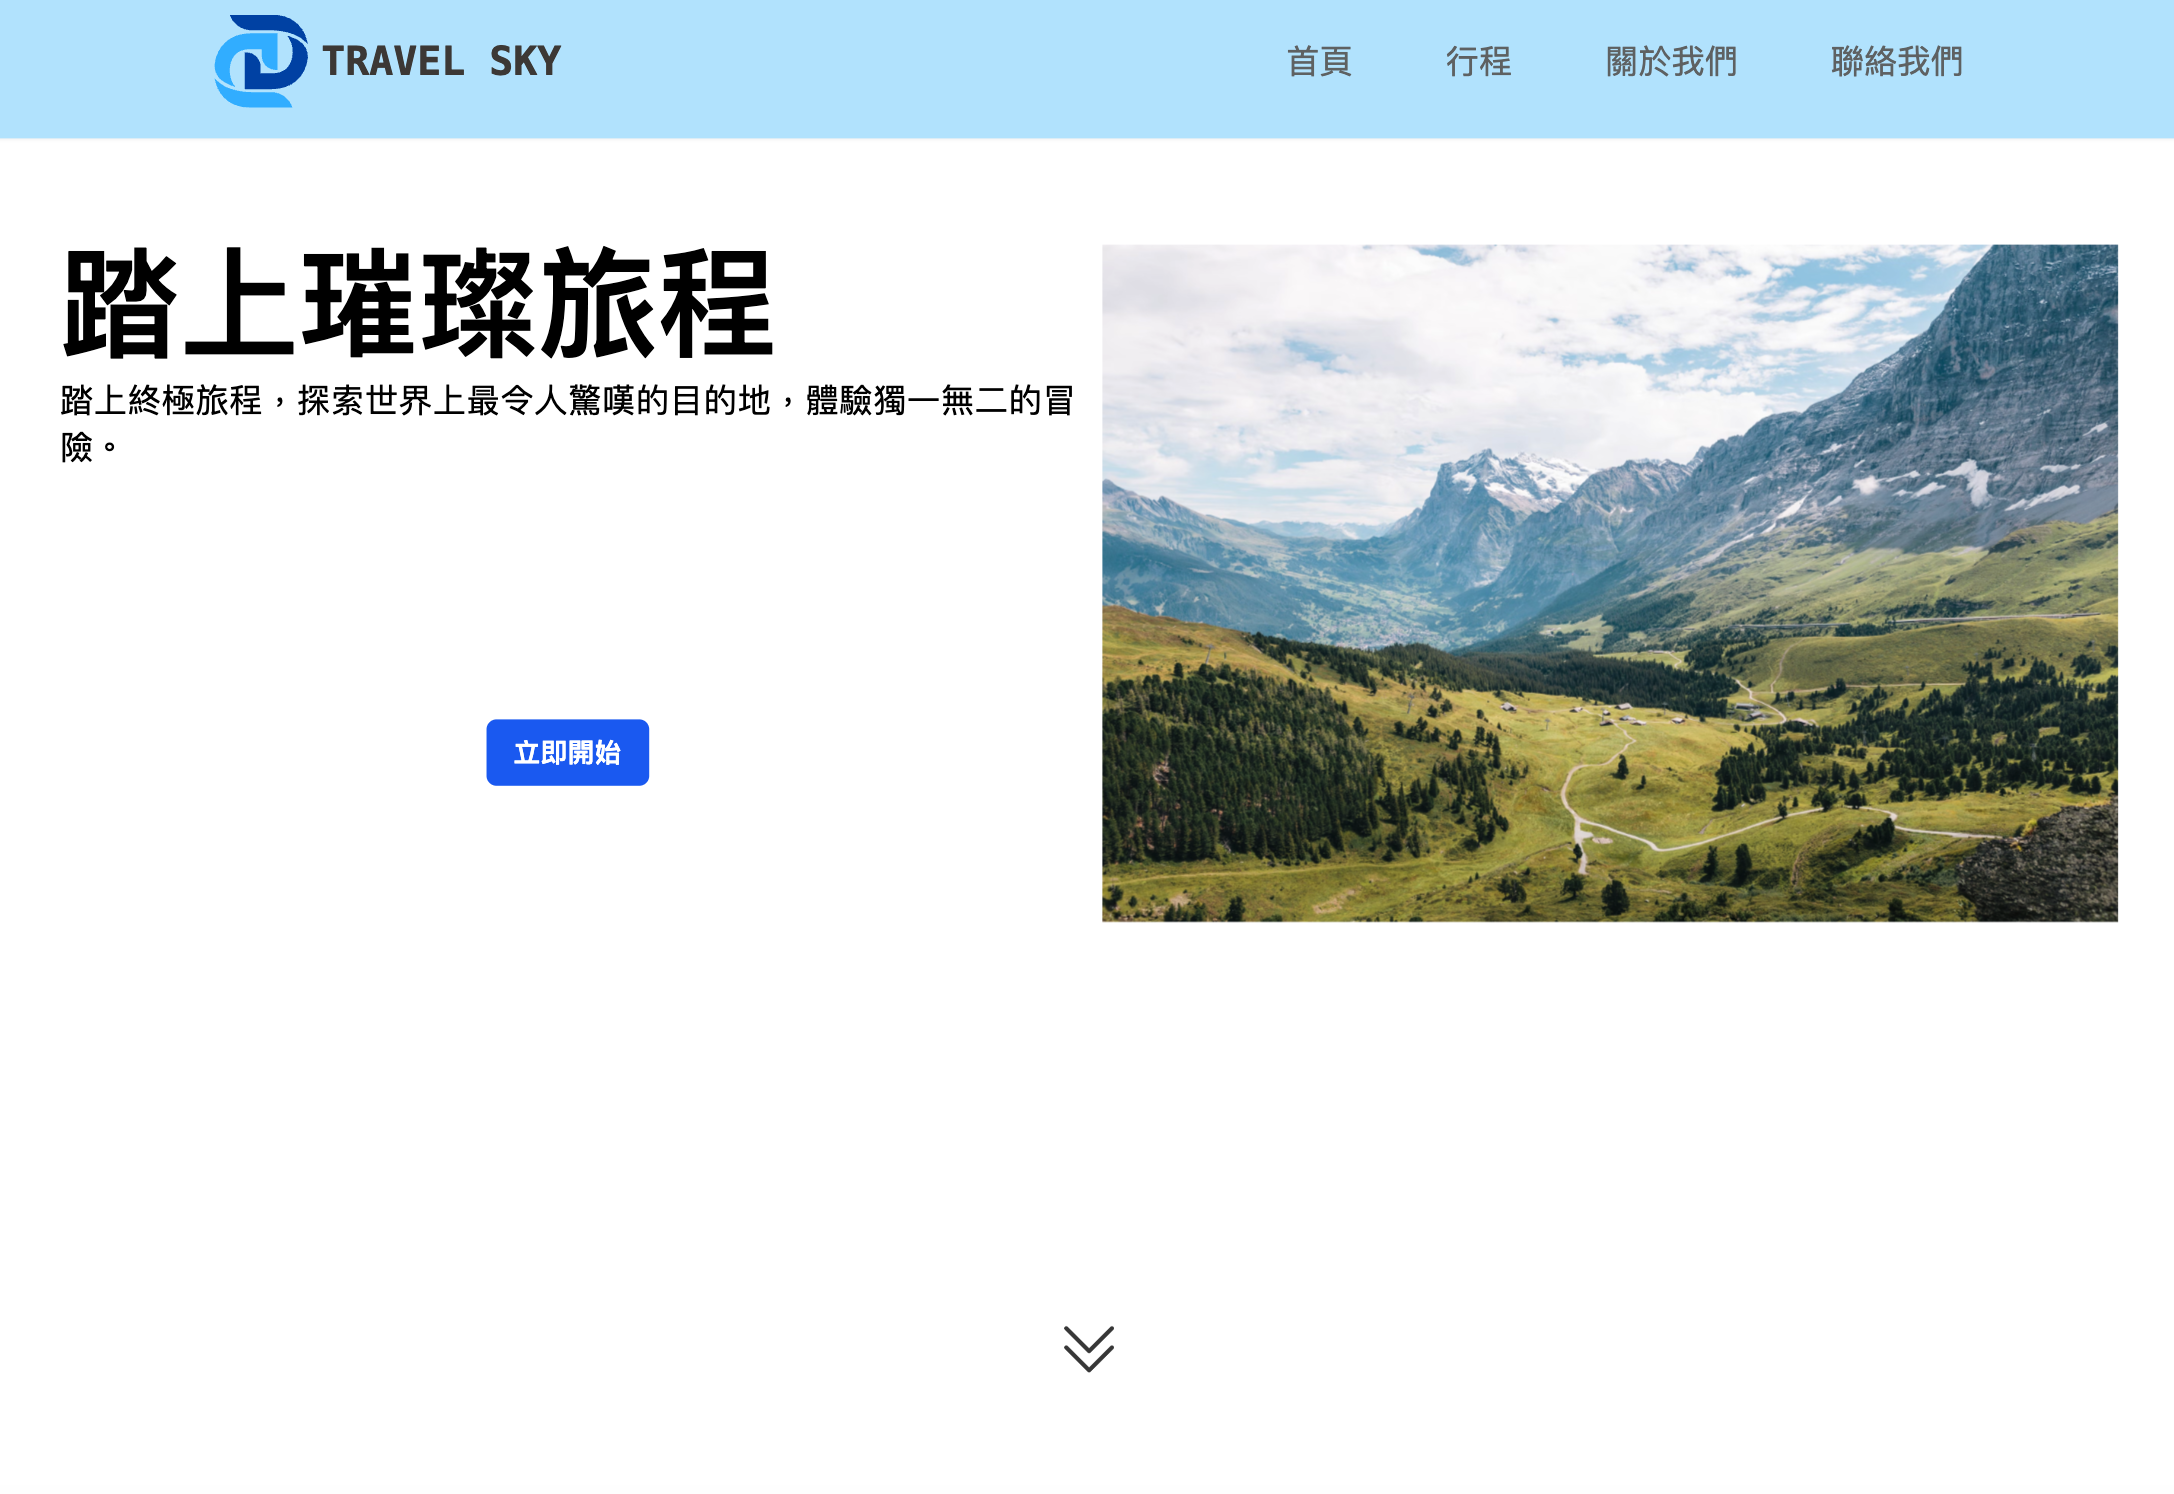 TRAVEL SKY
首頁
行程
關於我們
聯絡我們
踏上璀璨旅程
踏上終極旅程，探索世界上最令人驚嘆的目的地，體驗獨一無二的冒
險。
立即開始